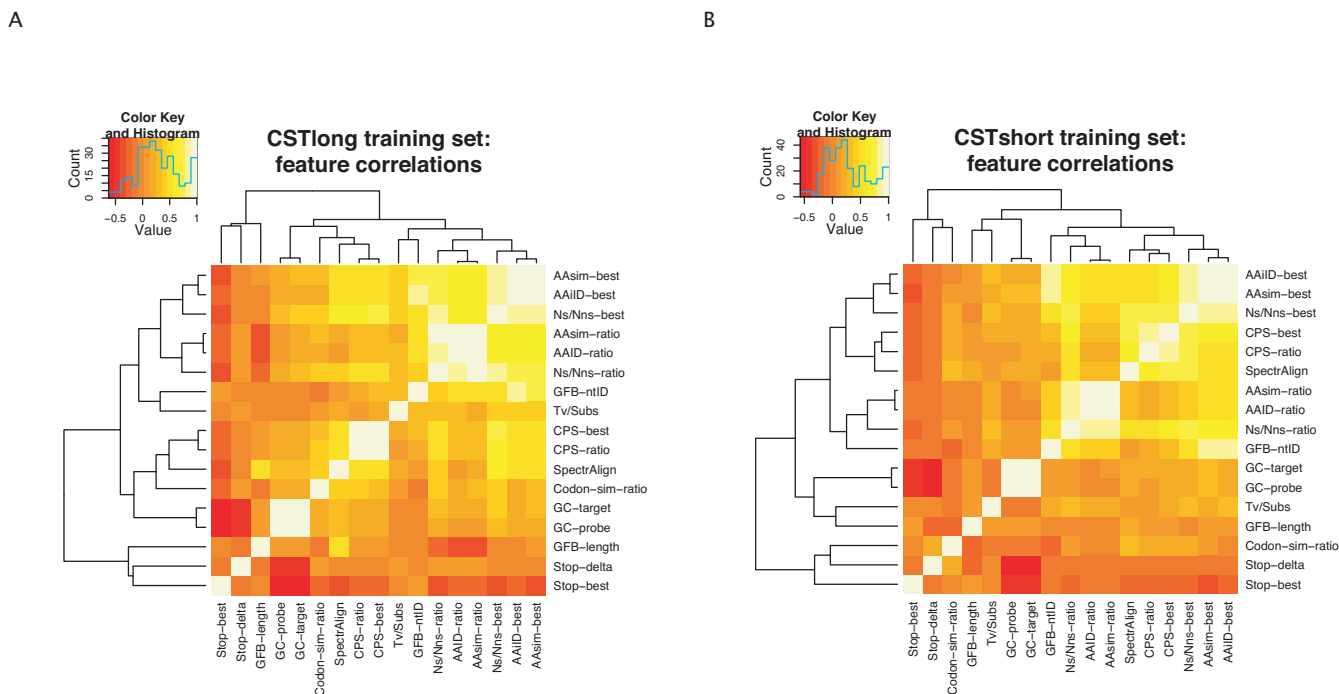 A
Color Key
and Histogram
Count
0 15 30
−0.5 0 0.5 1
Value
CSTlong training set:
feature correlations
AAsim−best
AAilD−best
Ns/Nns−best
AAsim−ratio
AAID−ratio
Ns/Nns−ratio
GFB−ntID
Tv/Subs
CPS−best
CPS−ratio
SpectrAlign
Codon−sim−ratio
GC−target
GC−probe
GFB−length
Stop−delta
Stop−best
Stop−best
Stop−delta
GFB−length
GC−probe
GC−target
Codon−sim−ratio
SpectrAlign
CPS−ratio
CPS−best
Tv/Subs
GFB−ntID
Ns/Nns−ratio
AAID−ratio
AAsim−ratio
Ns/Nns−best
AAilD−best
AAsim−best
B
Color Key
and Histogram
Count
0 20 40
−0.5 0 0.5 1
Value
CSTshort training set:
feature correlations
AAilD−best
AAsim−best
Ns/Nns−best
CPS−best
CPS−ratio
SpectrAlign
AAsim−ratio
AAID−ratio
Ns/Nns−ratio
GFB−ntID
GC−target
GC−probe
Tv/Subs
GFB−length
Codon−sim−ratio
Stop−delta
Stop−best
Stop−best
Stop−delta
Codon−sim−ratio
GFB−length
Tv/Subs
GC−probe
GC−target
GFB−ntID
Ns/Nns−ratio
AAID−ratio
AAsim−ratio
SpectrAlign
CPS−ratio
CPS−best
Ns/Nns−best
AAsim−best
AAilD−best